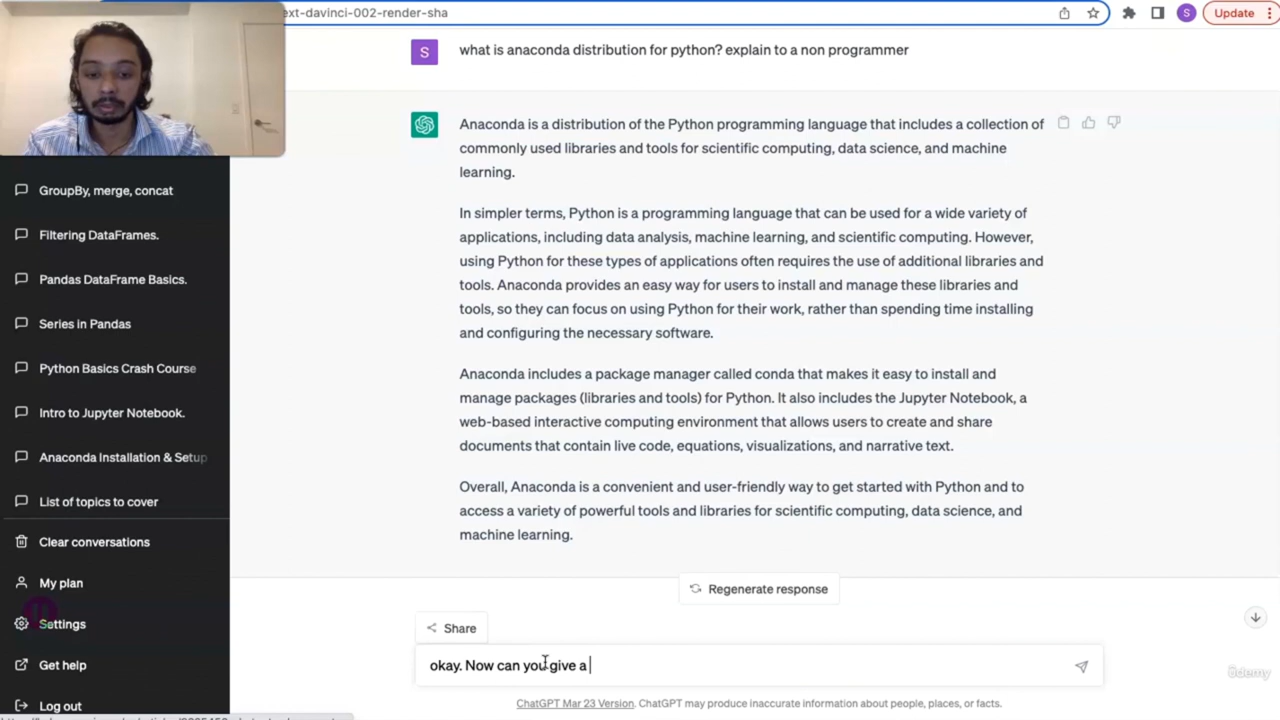 ext-davinci-002-render-sha
S
Update
S
what is anaconda distribution for python? explain to a non programmer
Anaconda is a distribution of the Python programming language that includes a collection of
commonly used libraries and tools for scientific computing, data science, and machine
learning.
In simpler terms, Python is a programming language that can be used for a wide variety of
applications, including data analysis, machine learning, and scientific computing. However,
using Python for these types of applications often requires the use of additional libraries and
tools. Anaconda provides an easy way for users to install and manage these libraries and
tools, so they can focus on using Python for their work, rather than spending time installing
and configuring the necessary software.
Anaconda includes a package manager called conda that makes it easy to install and
manage packages (libraries and tools) for Python. It also includes the Jupyter Notebook, a
web-based interactive computing environment that allows users to create and share
documents that contain live code, equations, visualizations, and narrative text.
Overall, Anaconda is a convenient and user-friendly way to get started with Python and to
access a variety of powerful tools and libraries for scientific computing, data science, and
machine learning.
GroupBy, merge, concat
Filtering DataFrames.
Pandas DataFrame Basics.
Series in Pandas
Python Basics Crash Course
Intro to Jupyter Notebook.
Anaconda Installation & Setup
List of topics to cover
Clear conversations
My plan
Settings
Get help
Log out
Regenerate response
Share
okay. Now can you give a
ChatGPT Mar 23 Version. ChatGPT may produce inaccurate information about people, places, or facts.
ûdemy